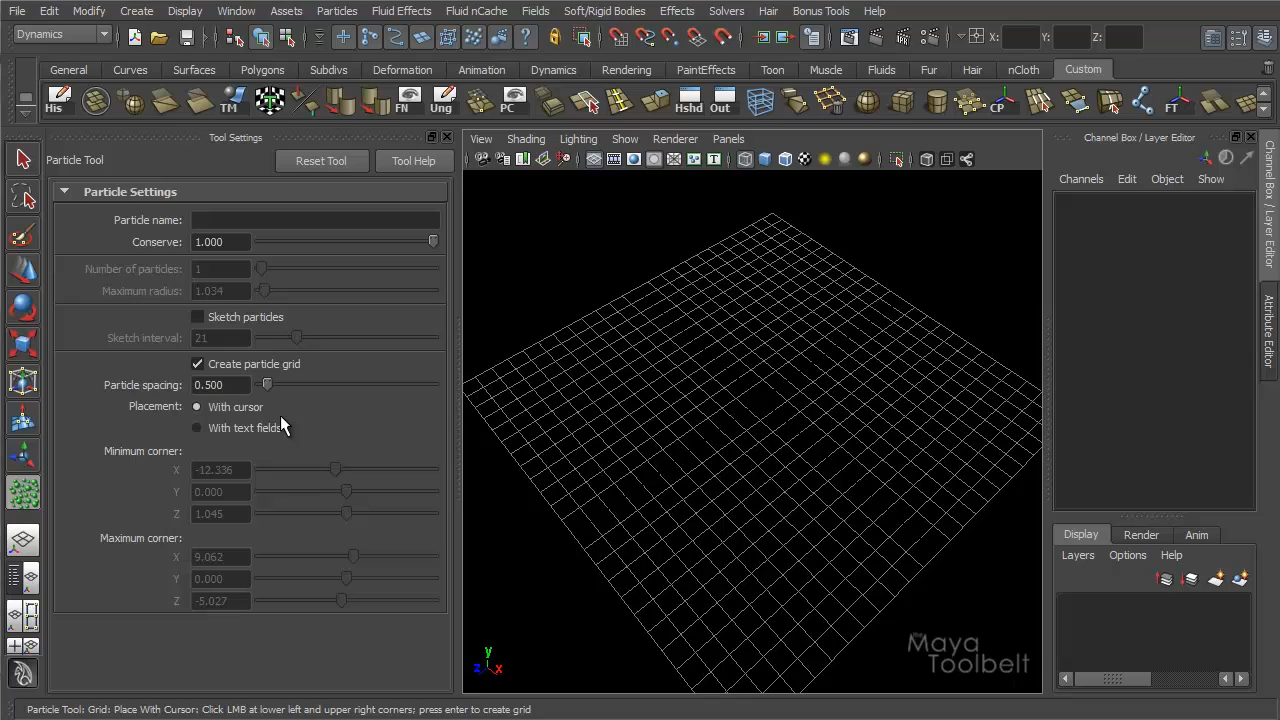 File Edit Modify Create Display Window Assets Particles Fluid Effects Fluid nCache Fields Soft/Rigid Bodies Effects Solvers Hair Bonus Tools Help
Dynamics X: Y: Z:
General Curves Surfaces Polygons Subdivs Deformation Animation Dynamics Rendering PaintEffects Toon Muscle Fluids Fur Hair nCloth Custom
His TM FN Ung PC Hshd Out CP FT
Tool Settings
Particle Tool Reset Tool Tool Help
Particle Settings
Particle name:
Conserve: 1.000
Number of particles: 1
Maximum radius: 1.034
Sketch particles
Sketch interval: 21
Create particle grid
Particle spacing: 0.500
Placement: With cursor
With text fields
Minimum corner:
X -12.336
Y 0.000
Z 1.045
Maximum corner:
X 9.062
Y 0.000
Z -5.027
View Shading Lighting Show Renderer Panels
T
y
z x
the Maya
Toolbelt
Channel Box / Layer Editor
Channels Edit Object Show
Channel Box / Layer Editor
Attribute Editor
Display Render Anim
Layers Options Help
Particle Tool: Grid: Place With Cursor: Click LMB at lower left and upper right corners; press enter to create grid